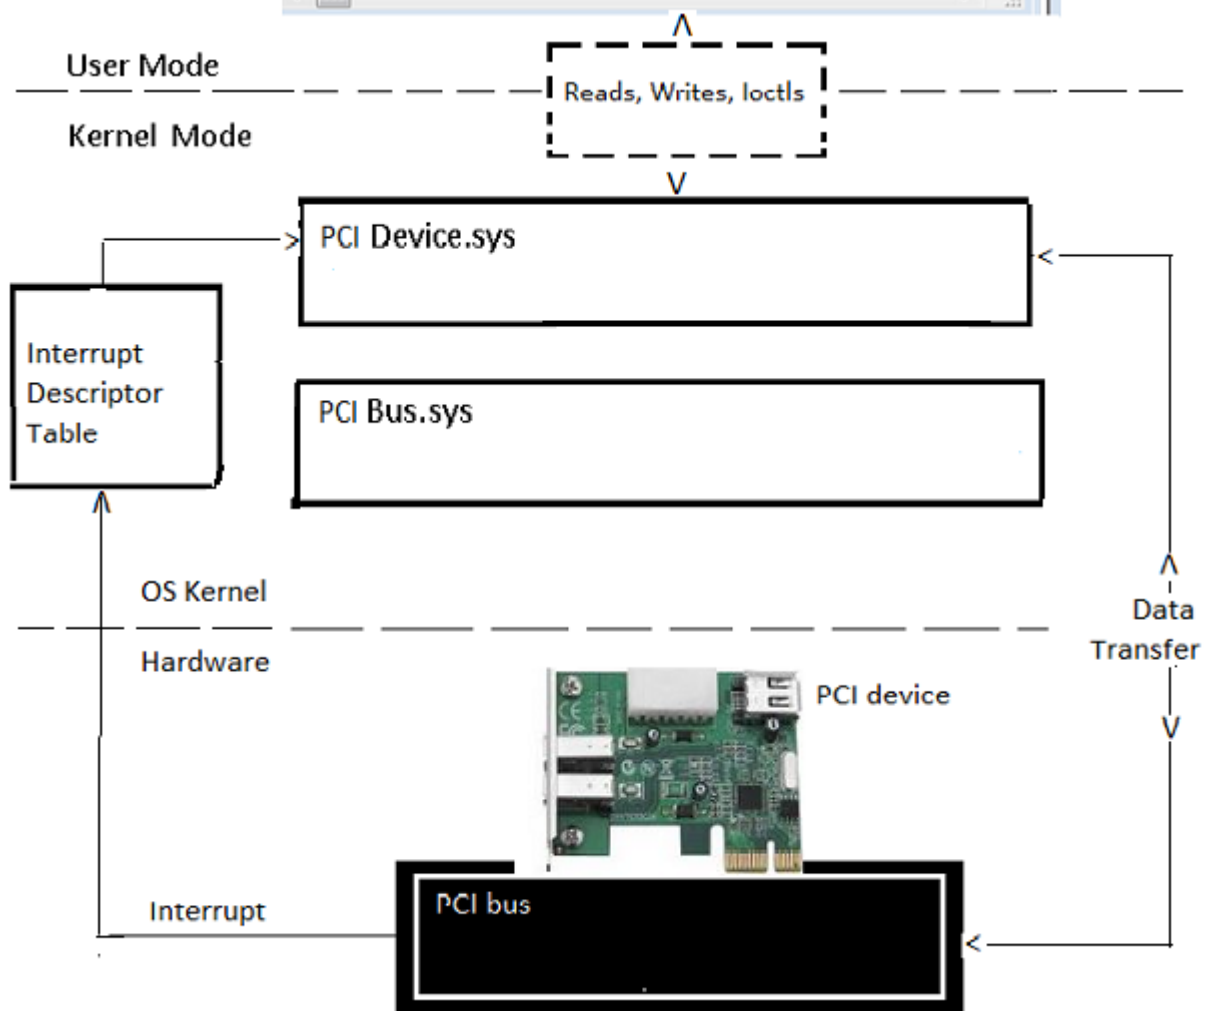 User Mode
Reads, Writes, Ioctls
Kernel Mode
PCI Device.sys
Interrupt
Descriptor
Table
PCI Bus.sys
OS Kernel
Data
Transfer
Hardware
PCI device
Interrupt
PCI bus